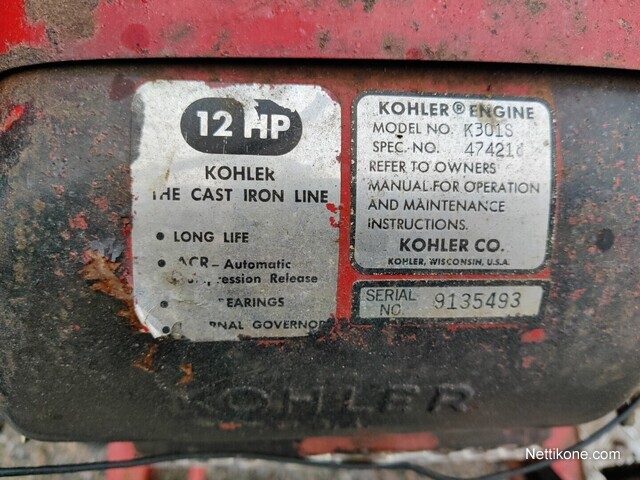 12 HP
KOHLER
THE CAST IRON LINE
• LONG LIFE
• ACR – Automatic
Release
•
•
KOHLER® ENGINE
MODEL NO. K301S
SPEC. NO.
REFER TO OWNERS
MANUAL FOR OPERATION
AND MAINTENANCE
INSTRUCTIONS.
KOHLER CO.
KOHLER, WISCONSIN, U.S.A.
SERIAL NO. 9135493
KOHLER
Nettikone.com